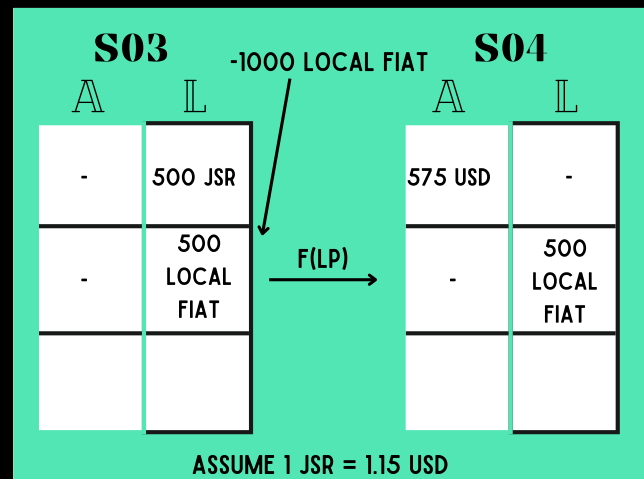 S03
-1000 LOCAL FIAT
S04
𝔸 𝕃
𝔸 𝕃
- 500 JSR
575 USD -
- 500
LOCAL
FIAT
F(LP)
- 500
LOCAL
FIAT
ASSUME 1 JSR = 1.15 USD